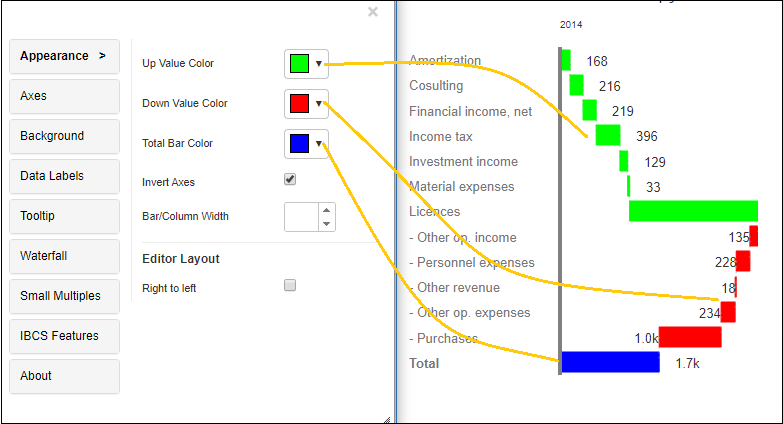 ×
Appearance >
Axes
Background
Data Labels
Tooltip
Waterfall
Small Multiples
IBCS Features
About
Up Value Color
Down Value Color
Total Bar Color
Invert Axes
Bar/Column Width
Editor Layout
Right to left
2014
Amortization 168
Cosulting 216
Financial income, net 219
Income tax 396
Investment income 129
Material expenses 33
Licences
- Other op. income 135
- Personnel expenses 228
- Other revenue 18
- Other op. expenses 234
- Purchases 1.0k
Total 1.7k